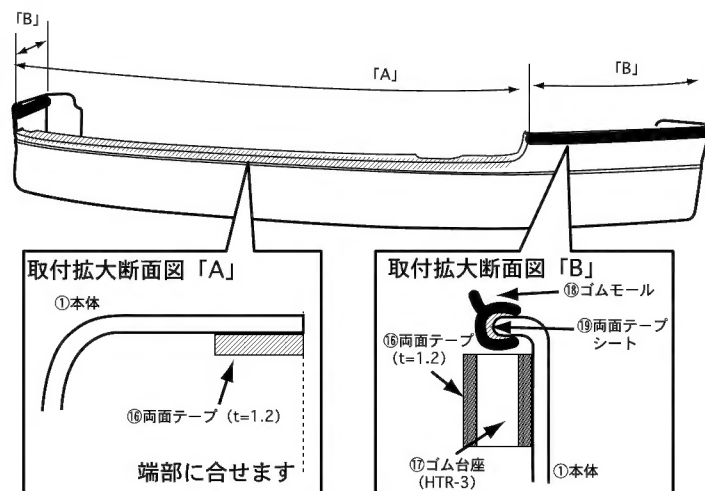 「B」
「A」
「B」
取付拡大断面図「A」
①本体
⑯両面テープ（t=1.2）
端部に合せます
取付拡大断面図「B」
⑱ゴムモール
⑲両面テープ
シート
⑯両面テープ
(t=1.2)
⑰ゴム台座
(HTR-3)
①本体